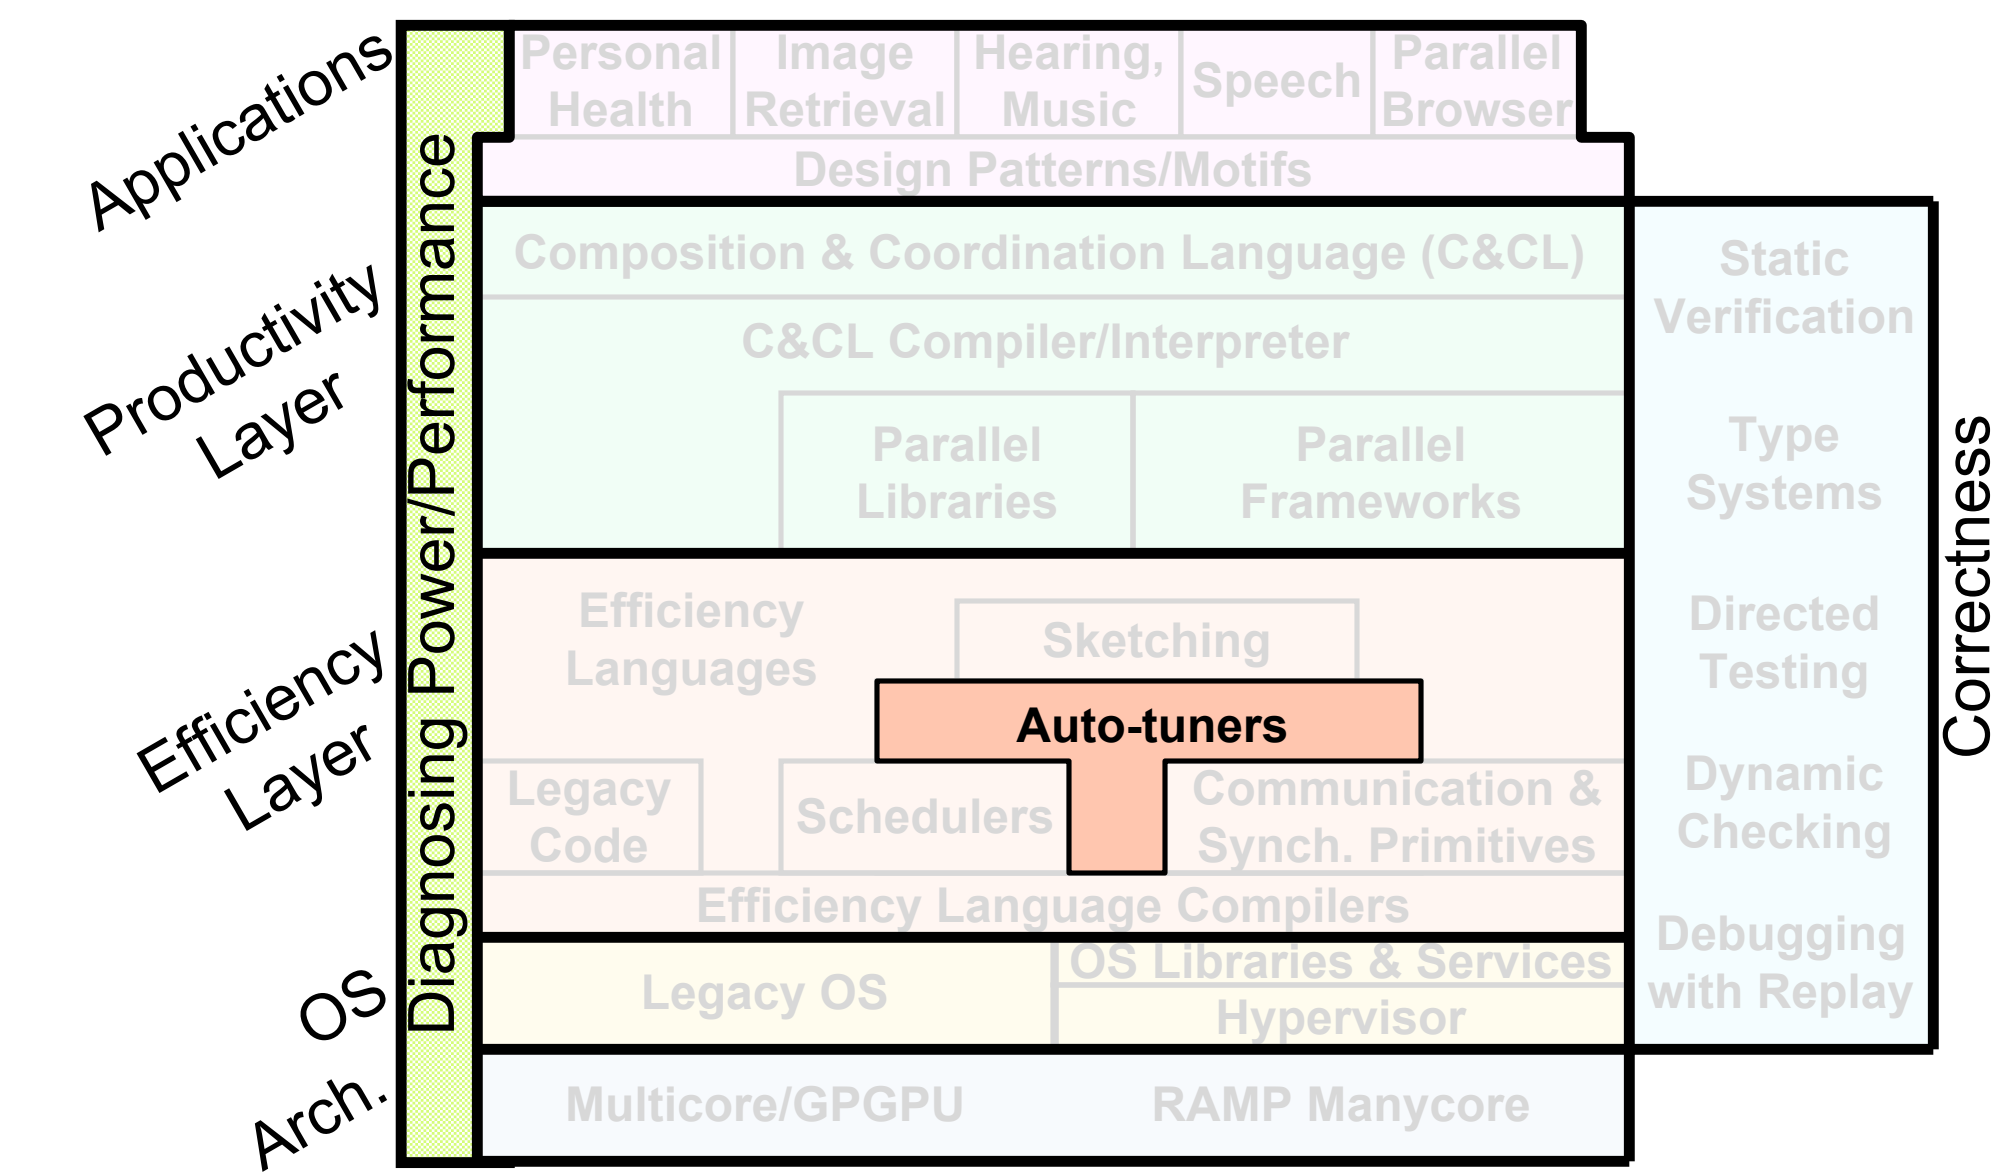 Applications
Personal
Health
Image
Retrieval
Hearing,
Music
Speech
Parallel
Browser
Design Patterns/Motifs
Diagnosing Power/Performance
Productivity
Layer
Composition & Coordination Language (C&CL)
C&CL Compiler/Interpreter
Parallel
Libraries
Parallel
Frameworks
Efficiency
Layer
Efficiency
Languages
Sketching
Auto-tuners
Legacy
Code
Schedulers
Communication &
Synch. Primitives
Efficiency Language Compilers
OS
Legacy OS
OS Libraries & Services
Hypervisor
Arch.
Multicore/GPGPU
RAMP Manycore
Static
Verification
Type
Systems
Directed
Testing
Dynamic
Checking
Debugging
with Replay
Correctness